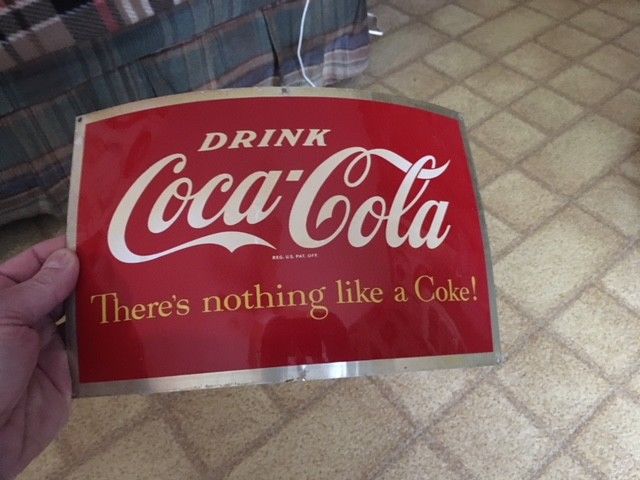 DRINK
Coca-Cola
REG. U.S. PAT. OFF.
There's nothing like a Coke!